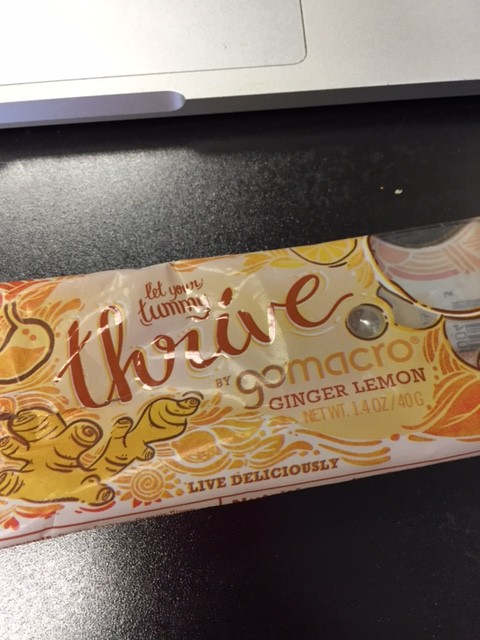 let your
tummy
thrive
BY gomacro®
GINGER LEMON
NET WT. 1.4 OZ / 40 G
LIVE DELICIOUSLY